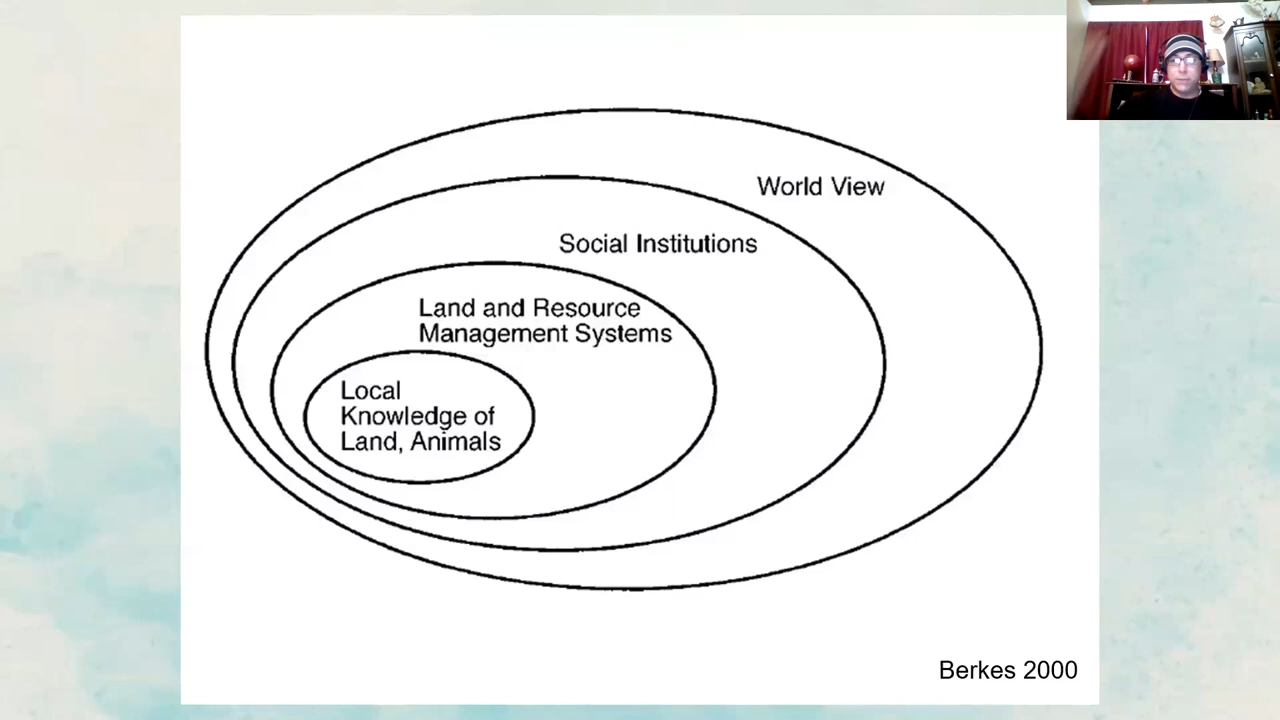 World View
Social Institutions
Land and Resource
Management Systems
Local
Knowledge of
Land, Animals
Berkes 2000